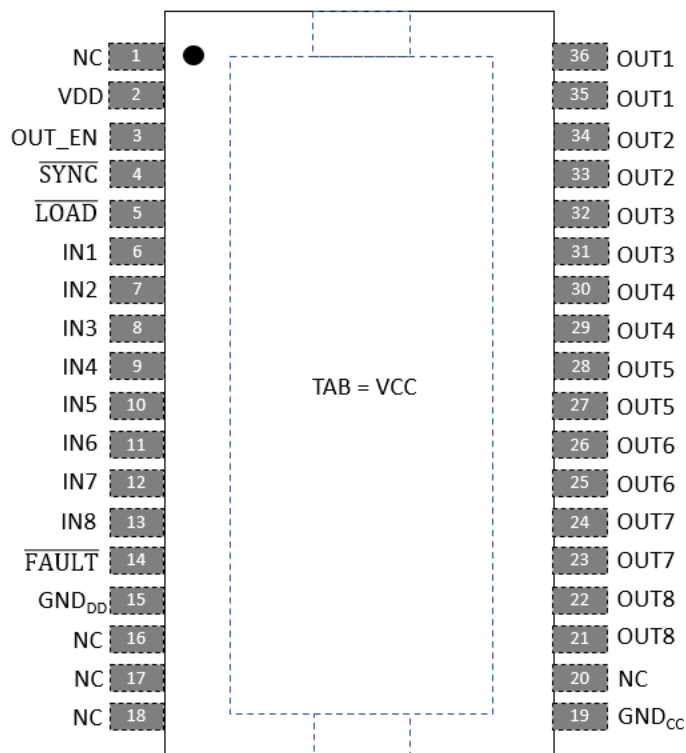 NC 1 36 OUT1
VDD 2 35 OUT1
OUT_EN 3 34 OUT2
SYNC 4 33 OUT2
LOAD 5 32 OUT3
IN1 6 31 OUT3
IN2 7 30 OUT4
IN3 8 29 OUT4
IN4 9 28 OUT5
TAB = VCC
IN5 10 27 OUT5
IN6 11 26 OUT6
IN7 12 25 OUT6
IN8 13 24 OUT7
FAULT 14 23 OUT7
GNDDD 15 22 OUT8
NC 16 21 OUT8
NC 17 20 NC
NC 18 19 GNDCC